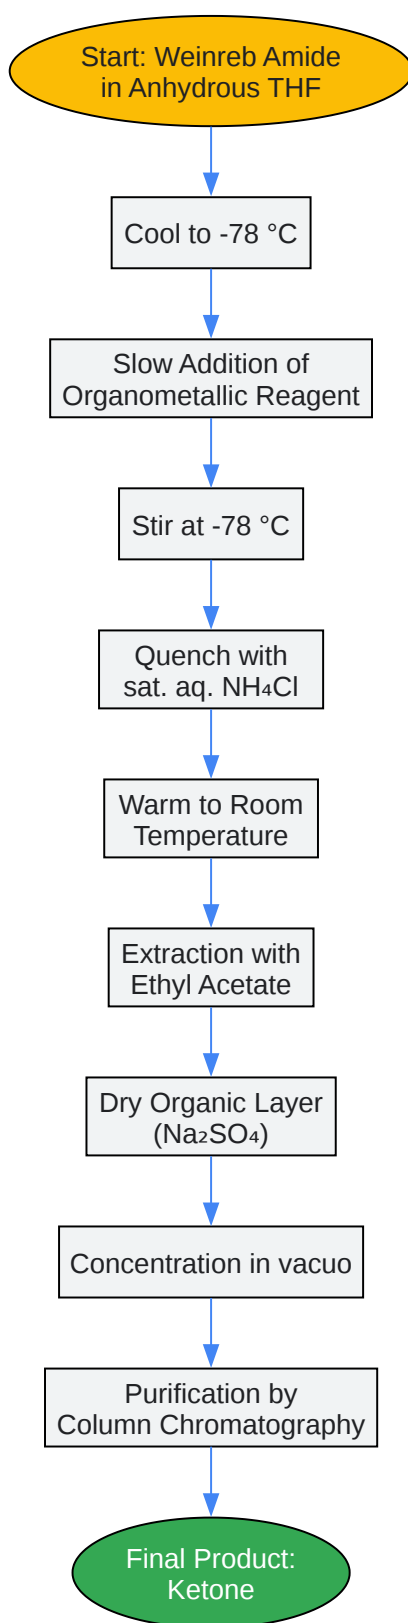 Start: Weinreb Amide
in Anhydrous THF
Cool to -78 °C
Slow Addition of
Organometallic Reagent
Stir at -78 °C
Quench with
sat. aq. NH₄Cl
Warm to Room
Temperature
Extraction with
Ethyl Acetate
Dry Organic Layer
(Na₂SO₄)
Concentration in vacuo
Purification by
Column Chromatography
Final Product:
Ketone